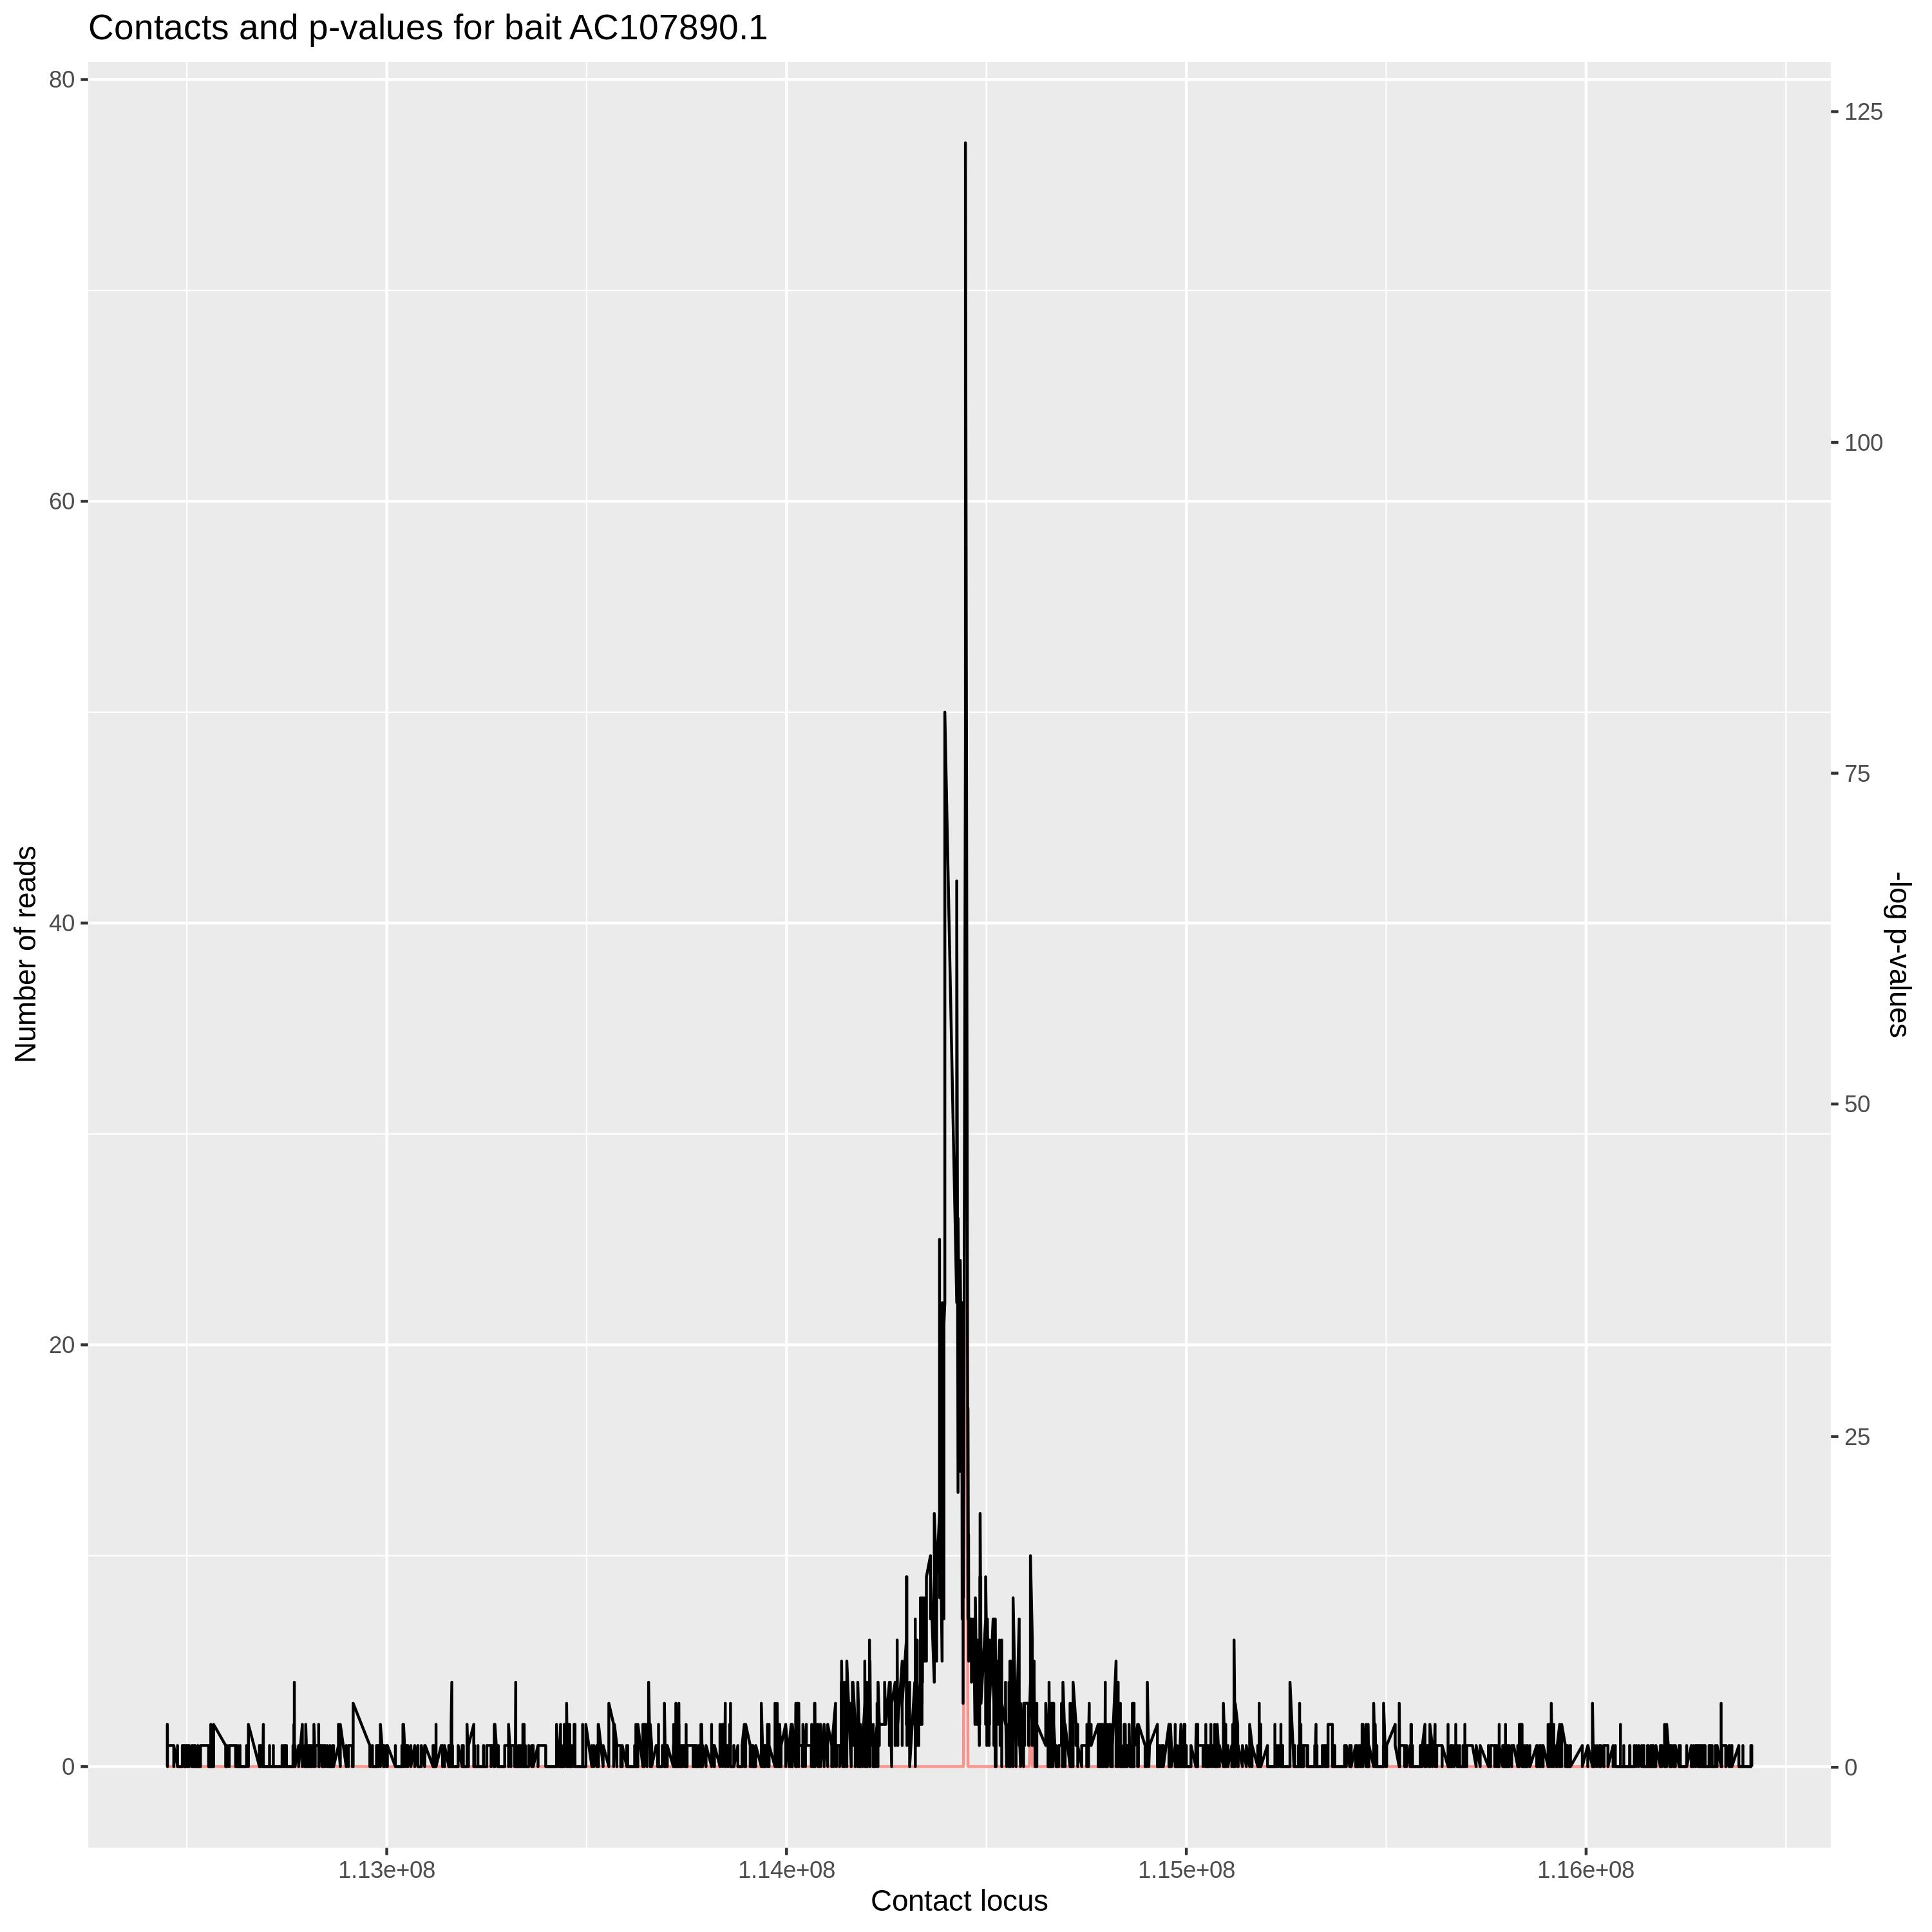 Contacts and p-values for bait AC107890.1
80
60
40
20
0
Number of reads
125
100
75
50
25
0
-log p-values
1.13e+08 1.14e+08 1.15e+08 1.16e+08
Contact locus